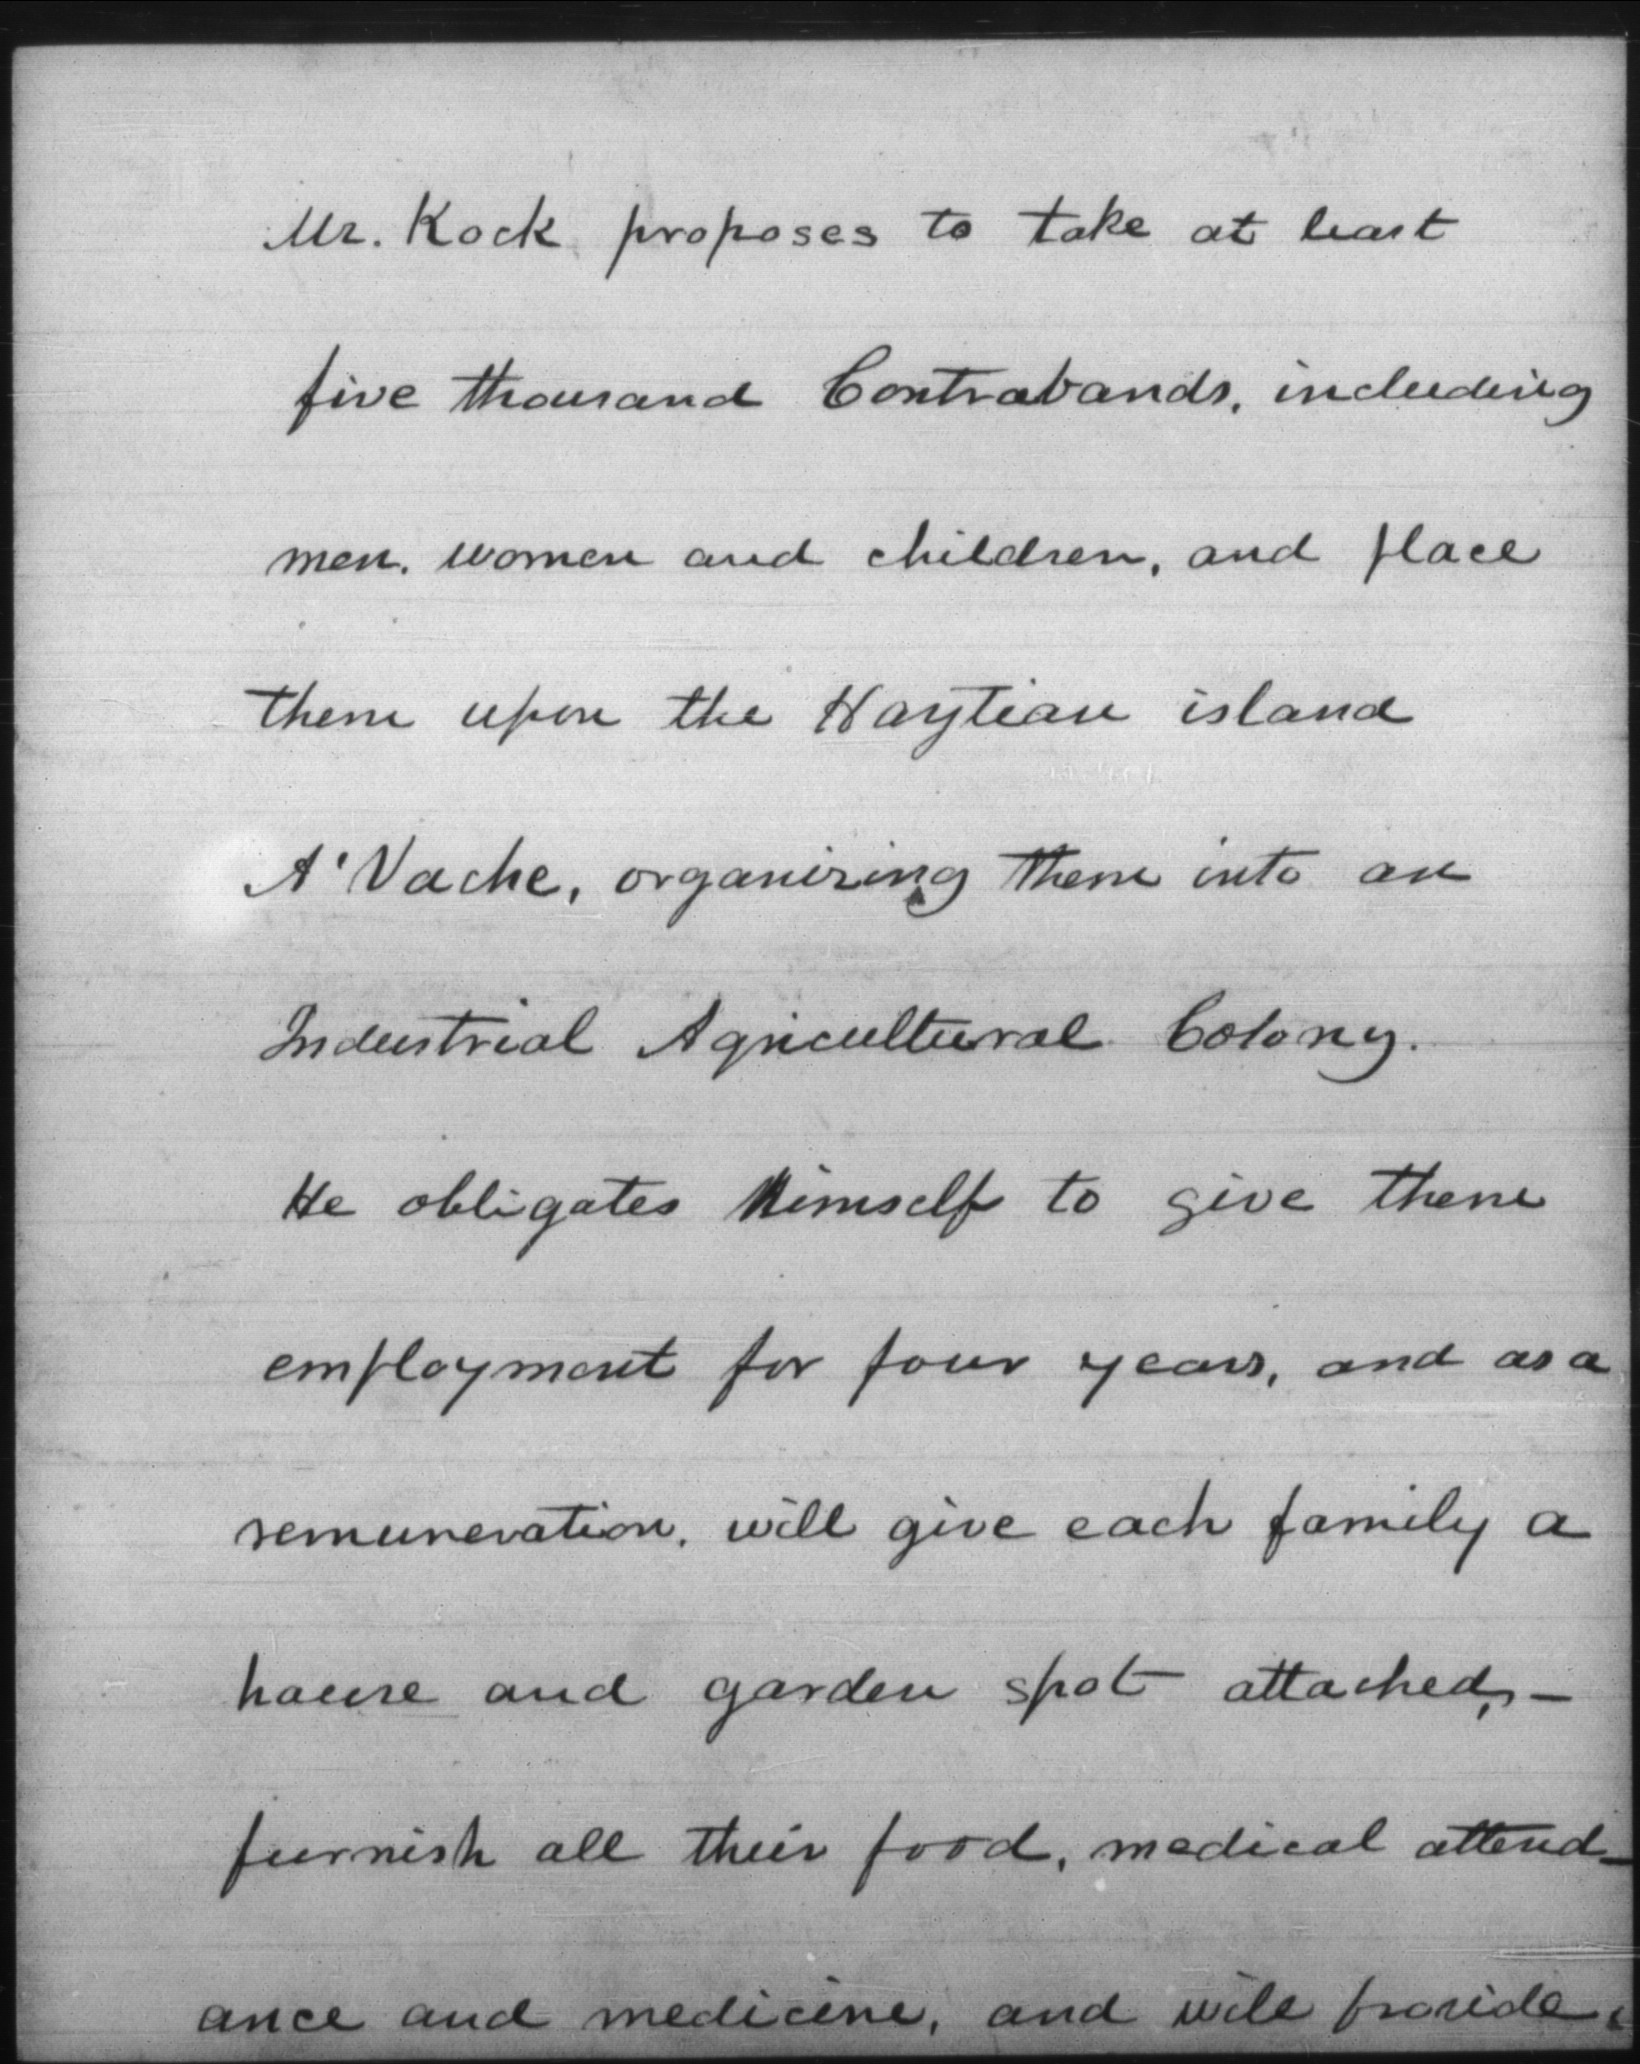 Mr. Kock proposes to take at least
five thousand Contrabands, including
men, women and children, and place
them upon the Haytian island
A'Vache, organizing them into an
Industrial Agricultural Colony.
He obligates himself to give them
employment for four years, and as a
remuneration, will give each family a
house and garden spot attached, –
furnish all their food, medical attend-
ance and medicine, and will provide,